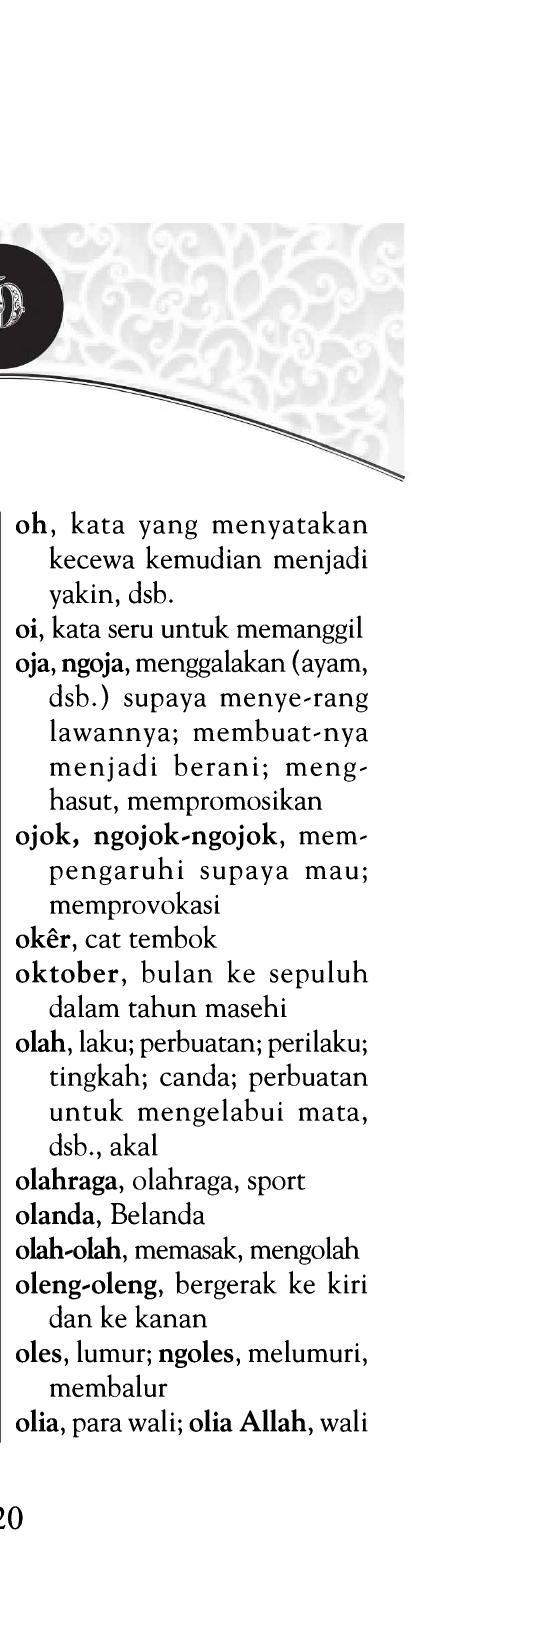 oh, kata yang menyatakan
kecewa kemudian menjadi
yakin, dsb.
oi, kata seru untuk memanggil
oja, ngoja, menggalakan (ayam,
dsb.) supaya menye-rang
lawannya; membuat-nya
menjadi berani; meng-
hasut, mempromosikan
ojok, ngojok-ngojok, mem-
pengaruhi supaya mau;
memprovokasi
okêr, cat tembok
oktober, bulan ke sepuluh
dalam tahun masehi
olah, laku; perbuatan; perilaku;
tingkah; canda; perbuatan
untuk mengelabui mata,
dsb., akal
olahraga, olahraga, sport
olanda, Belanda
olah-olah, memasak, mengolah
oleng-oleng, bergerak ke kiri
dan ke kanan
oles, lumur; ngoles, melumuri,
membalur
olia, para wali; olia Allah, wali
20